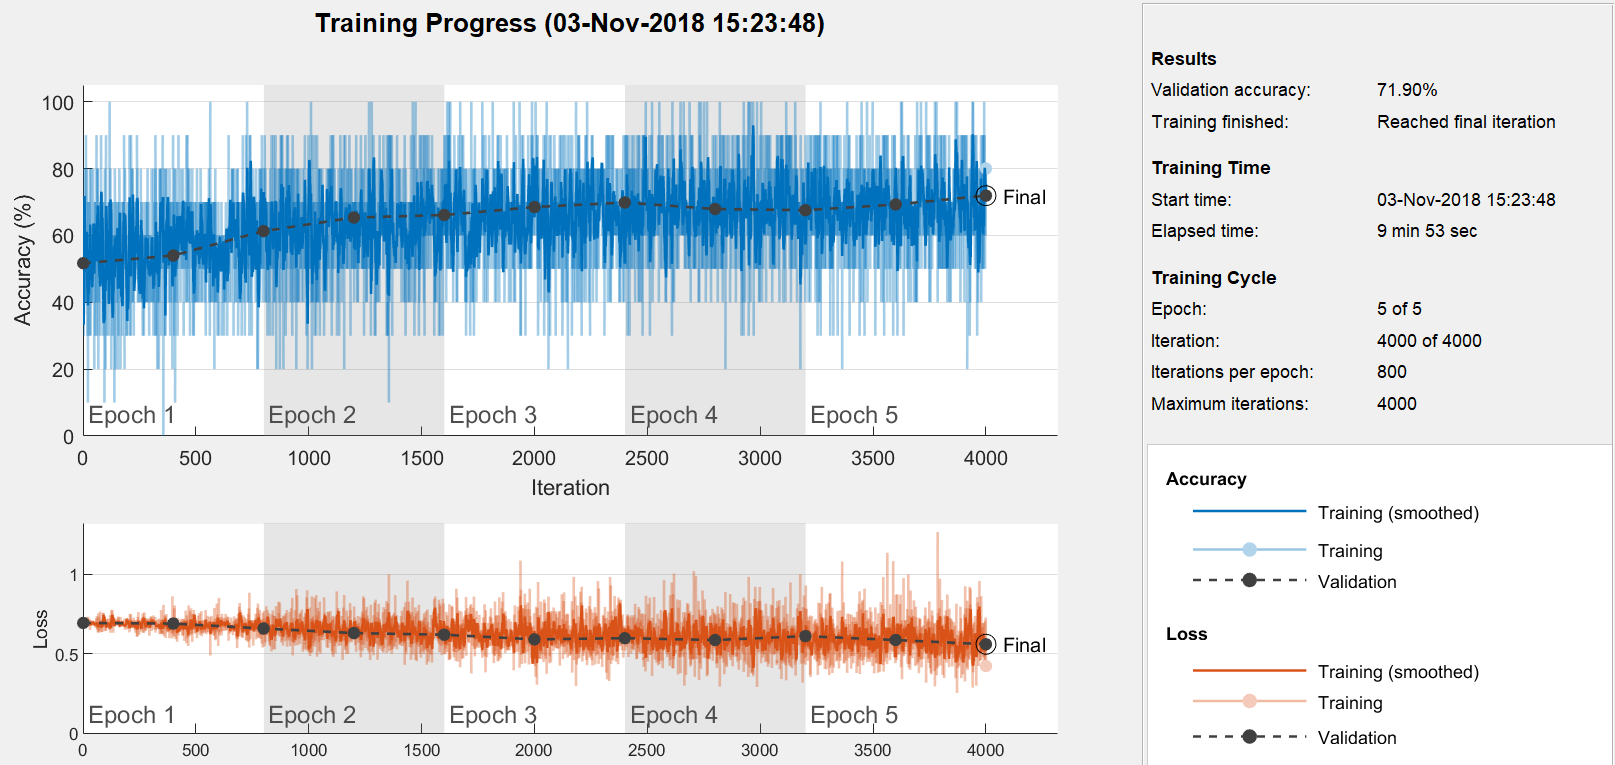 Training Progress (03-Nov-2018 15:23:48)
100
80
60
40
20
0
Accuracy (%)
Epoch 1 Epoch 2 Epoch 3 Epoch 4 Epoch 5
0 500 1000 1500 2000 2500 3000 3500 4000
Iteration
Final
1
0.5
0
Loss
Epoch 1 Epoch 2 Epoch 3 Epoch 4 Epoch 5
0 500 1000 1500 2000 2500 3000 3500 4000
Final
Results
Validation accuracy: 71.90%
Training finished: Reached final iteration
Training Time
Start time: 03-Nov-2018 15:23:48
Elapsed time: 9 min 53 sec
Training Cycle
Epoch: 5 of 5
Iteration: 4000 of 4000
Iterations per epoch: 800
Maximum iterations: 4000
Accuracy
Training (smoothed)
Training
Validation
Loss
Training (smoothed)
Training
Validation